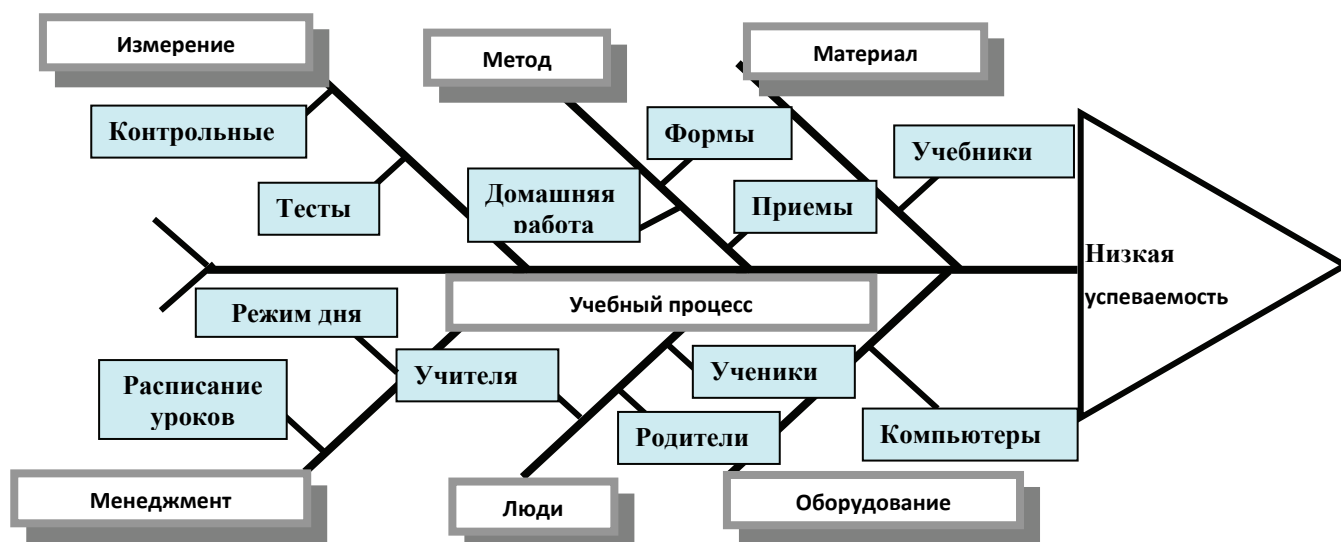 Измерение
Метод
Материал
Контрольные
Формы
Учебники
Тесты
Домашняя
работа
Приемы
Низкая
успеваемость
Учебный процесс
Режим дня
Учителя
Ученики
Расписание
уроков
Родители
Компьютеры
Менеджмент
Люди
Оборудование